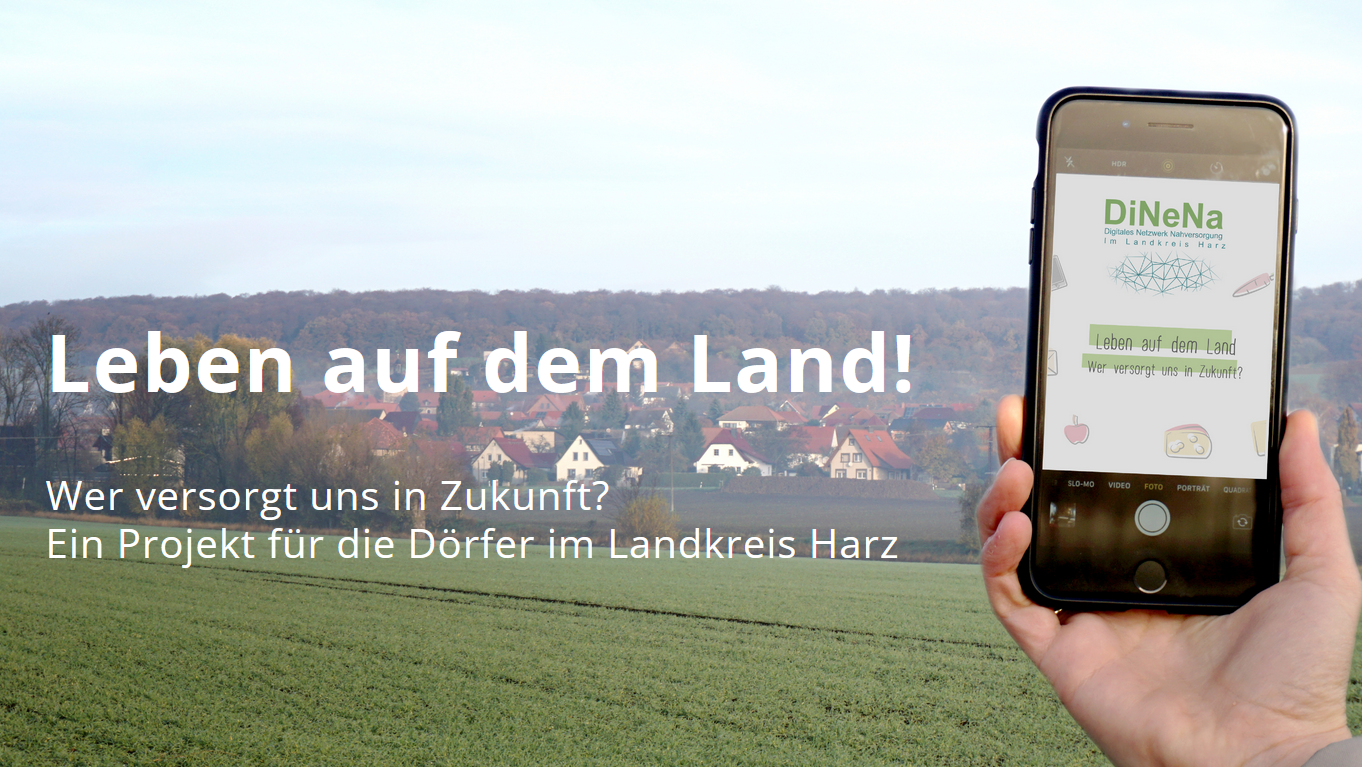 Leben auf dem Land!
Wer versorgt uns in Zukunft?
Ein Projekt für die Dörfer im Landkreis Harz
HDR
DiNeNa
Digitales Netzwerk Nahversorgung
Im Landkreis Harz
Leben auf dem Land
Wer versorgt uns in Zukunft?
SLO-MO VIDEO FOTO PORTRÄT QUADR